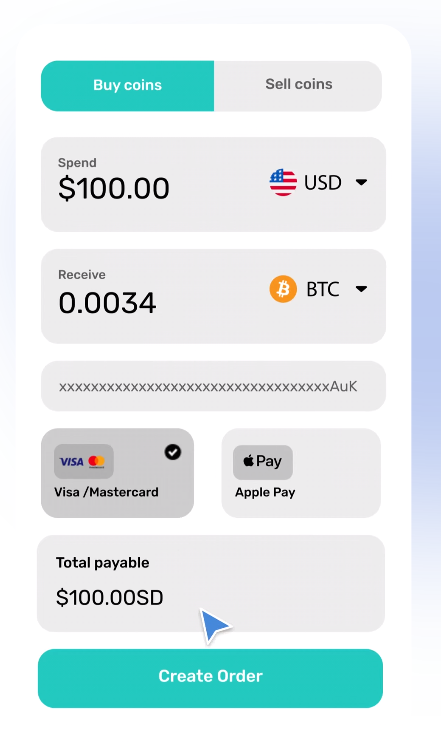 Buy coins
Sell coins
Spend
$100.00
USD
Receive
0.0034
BTC
xxxxxxxxxxxxxxxxxxxxxxxxxxxxxxxxxxAuK
VISA
Pay
Visa /Mastercard
Apple Pay
Total payable
$100.00SD
Create Order